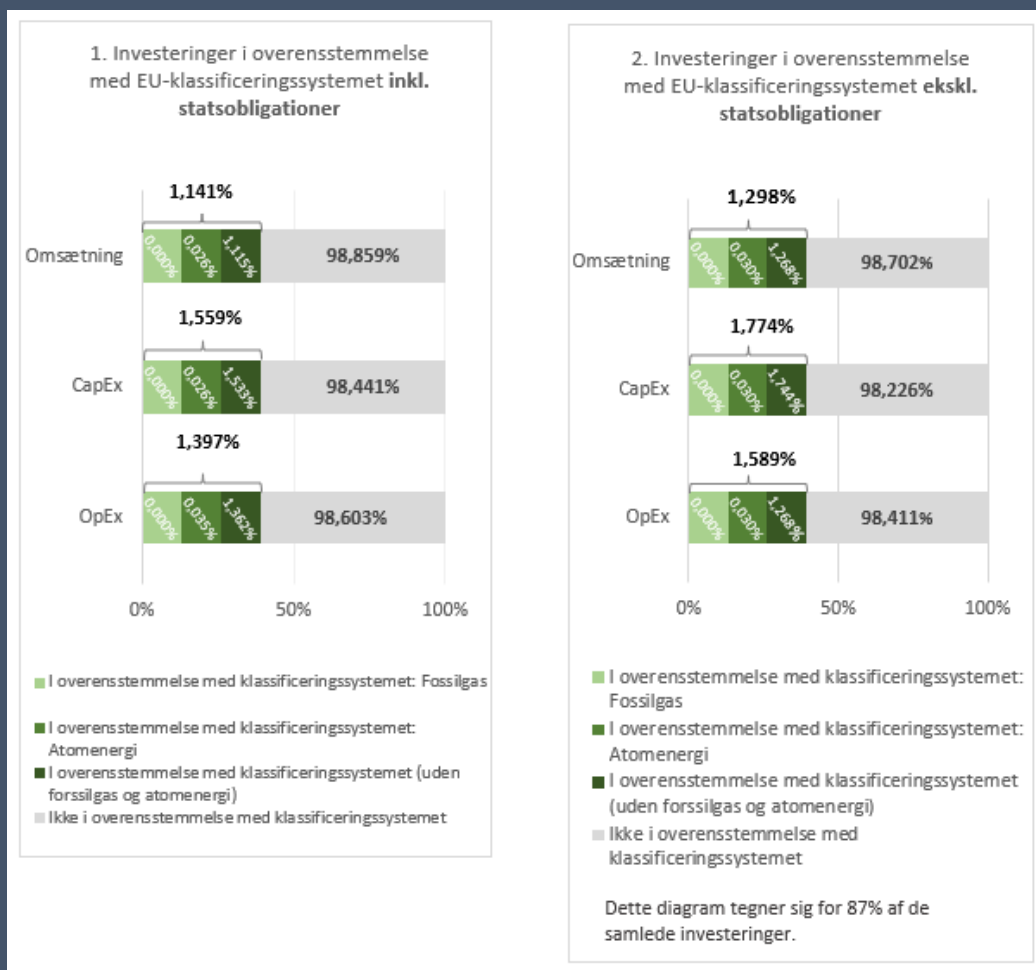 1. Investeringer i overensstemmelse
med EU-klassificeringssystemet inkl.
statsobligationer
1,141%
Omsætning
0,000%
0,026%
1,115%
98,859%
1,559%
CapEx
0,000%
0,026%
1,533%
98,441%
1,397%
OpEx
0,000%
0,035%
1,362%
98,603%
0%
50%
100%
I overensstemmelse med klassificeringssystemet: Fossilgas
I overensstemmelse med klassificeringssystemet:
Atomenergi
I overensstemmelse med klassificeringssystemet (uden
forssilgas og atomenergi)
Ikke i overensstemmelse med klassificeringssystemet
2. Investeringer i overensstemmelse
med EU-klassificeringssystemet ekskl.
statsobligationer
1,298%
Omsætning
0,000%
0,030%
1,268%
98,702%
1,774%
CapEx
0,000%
0,030%
1,744%
98,226%
1,589%
OpEx
0,000%
0,030%
1,268%
98,411%
0%
50%
100%
I overensstemmelse med klassificeringssystemet:
Fossilgas
I overensstemmelse med klassificeringssystemet:
Atomenergi
I overensstemmelse med klassificeringssystemet
(uden forssilgas og atomenergi)
Ikke i overensstemmelse med
klassificeringssystemet
Dette diagram tegner sig for 87% af de
samlede investeringer.